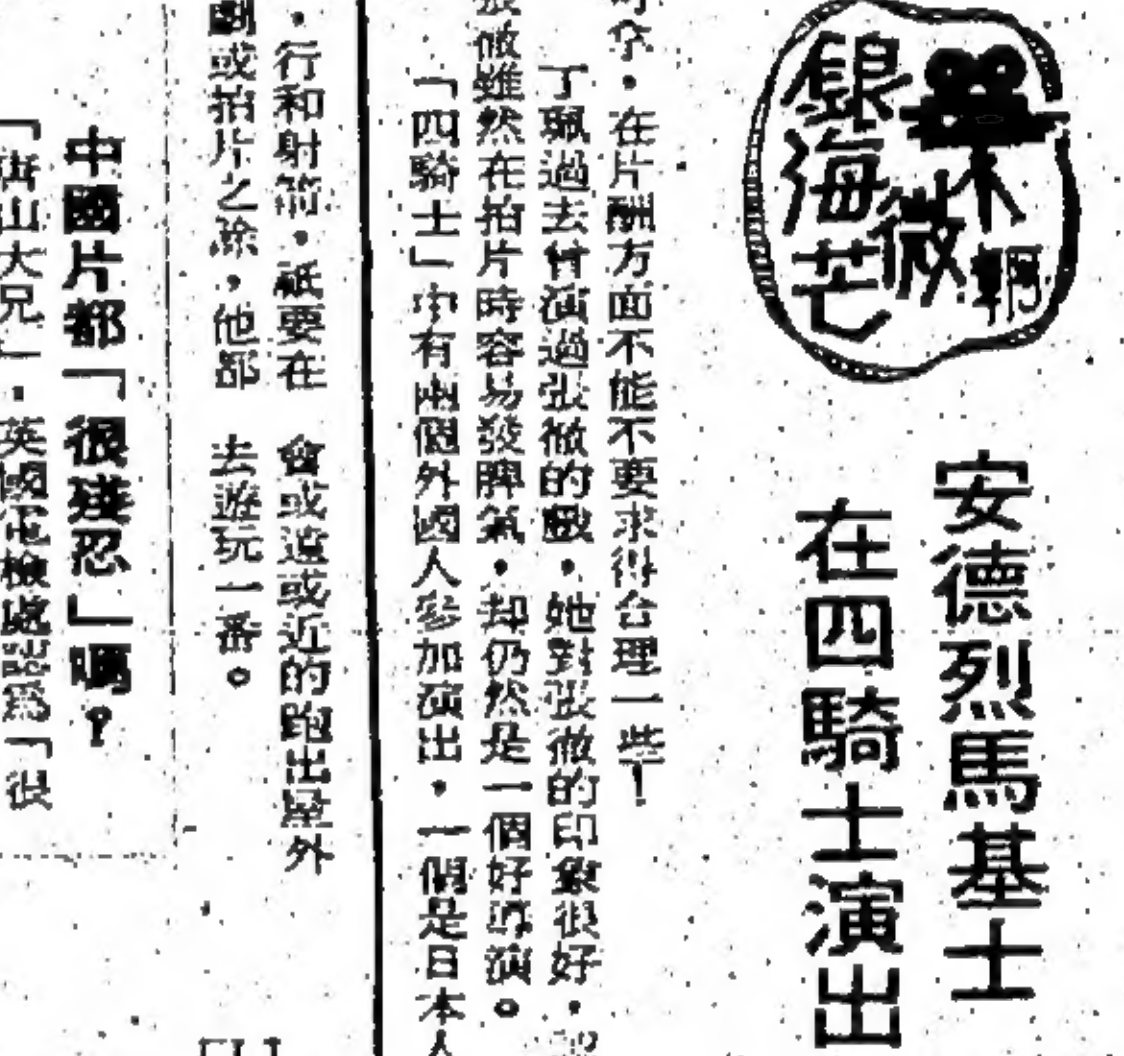 銀海
微芒
安德烈馬基士
在四騎士演出
，在片酬方面不能不要求得合理一些！
丁珮過去曾演過張徹的戲，她對張徹的印象很好，
張徹雖然在拍片時容易發脾氣，却仍然是一個好導演。
「四騎士」中有兩個外國人參加演出，一個是日本人
，行和射箭，祇要在
劇或拍片之餘，他都
會或遠或近的跑出屋外
去遊玩一番。
中國片都「很殘忍」嗎？
「唐山大兄」，英國電檢處認爲「很